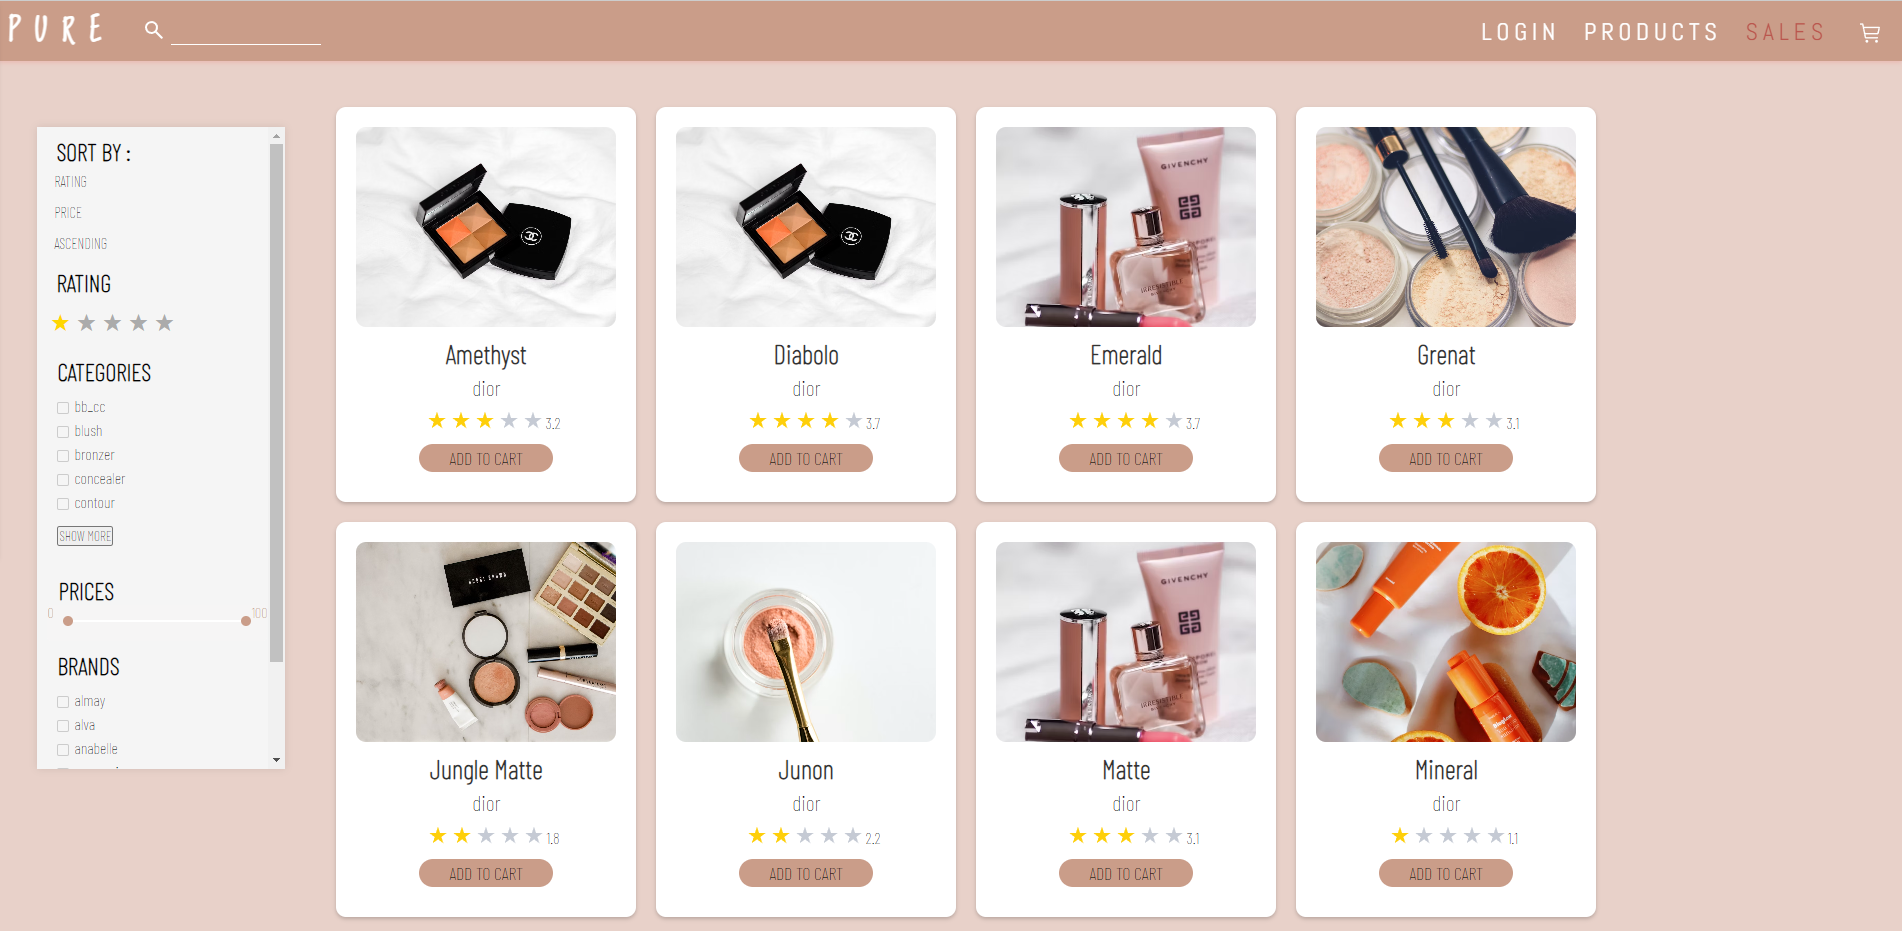 PURE
LOGIN PRODUCTS SALES
SORT BY :
RATING
PRICE
ASCENDING
RATING
CATEGORIES
bb_cc
blush
bronzer
concealer
contour
SHOW MORE
PRICES
0 100
BRANDS
almay
alva
anabelle
Amethyst
dior
3.2
ADD TO CART
Diabolo
dior
3.7
ADD TO CART
GIVENCHY
IRRESISTIBLE
Emerald
dior
3.7
ADD TO CART
Grenat
dior
3.1
ADD TO CART
Jungle Matte
dior
1.8
ADD TO CART
Junon
dior
2.2
ADD TO CART
GIVENCHY
IRRESISTIBLE
Matte
dior
3.1
ADD TO CART
Mineral
dior
1.1
ADD TO CART